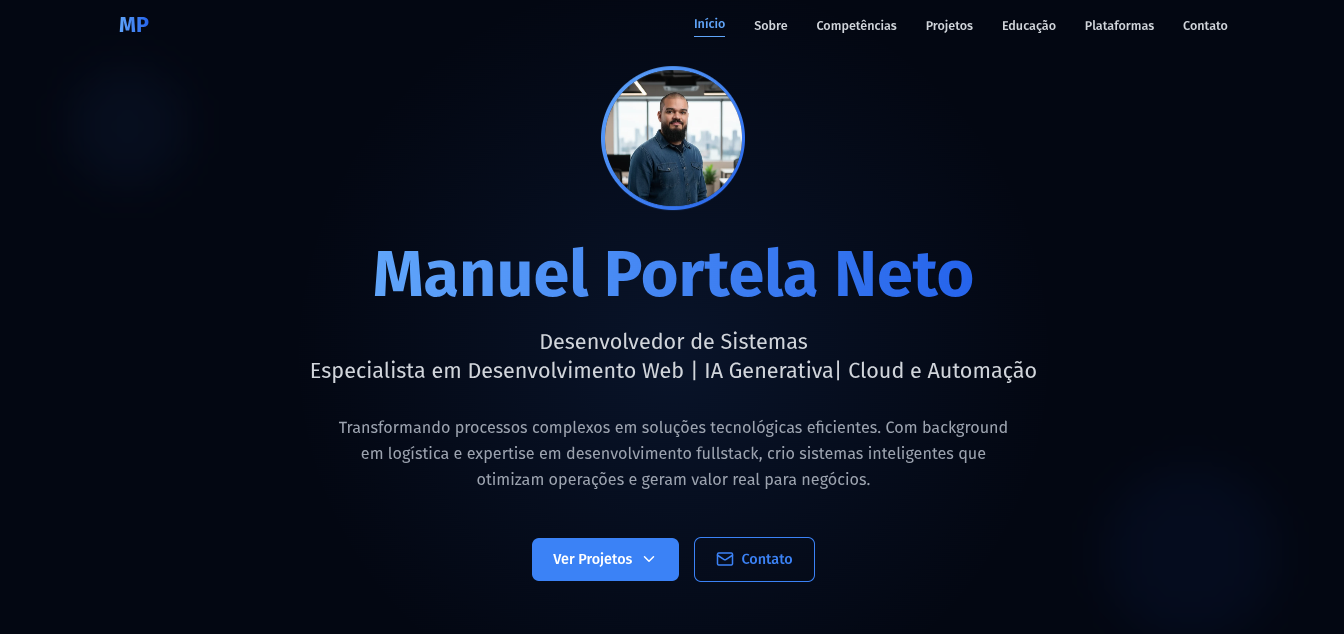 MP
Início
Sobre
Competências
Projetos
Educação
Plataformas
Contato
Manuel Portela Neto
Desenvolvedor de Sistemas
Especialista em Desenvolvimento Web | IA Generativa| Cloud e Automação
Transformando processos complexos em soluções tecnológicas eficientes. Com background
em logística e expertise em desenvolvimento fullstack, crio sistemas inteligentes que
otimizam operações e geram valor real para negócios.
Ver Projetos
Contato